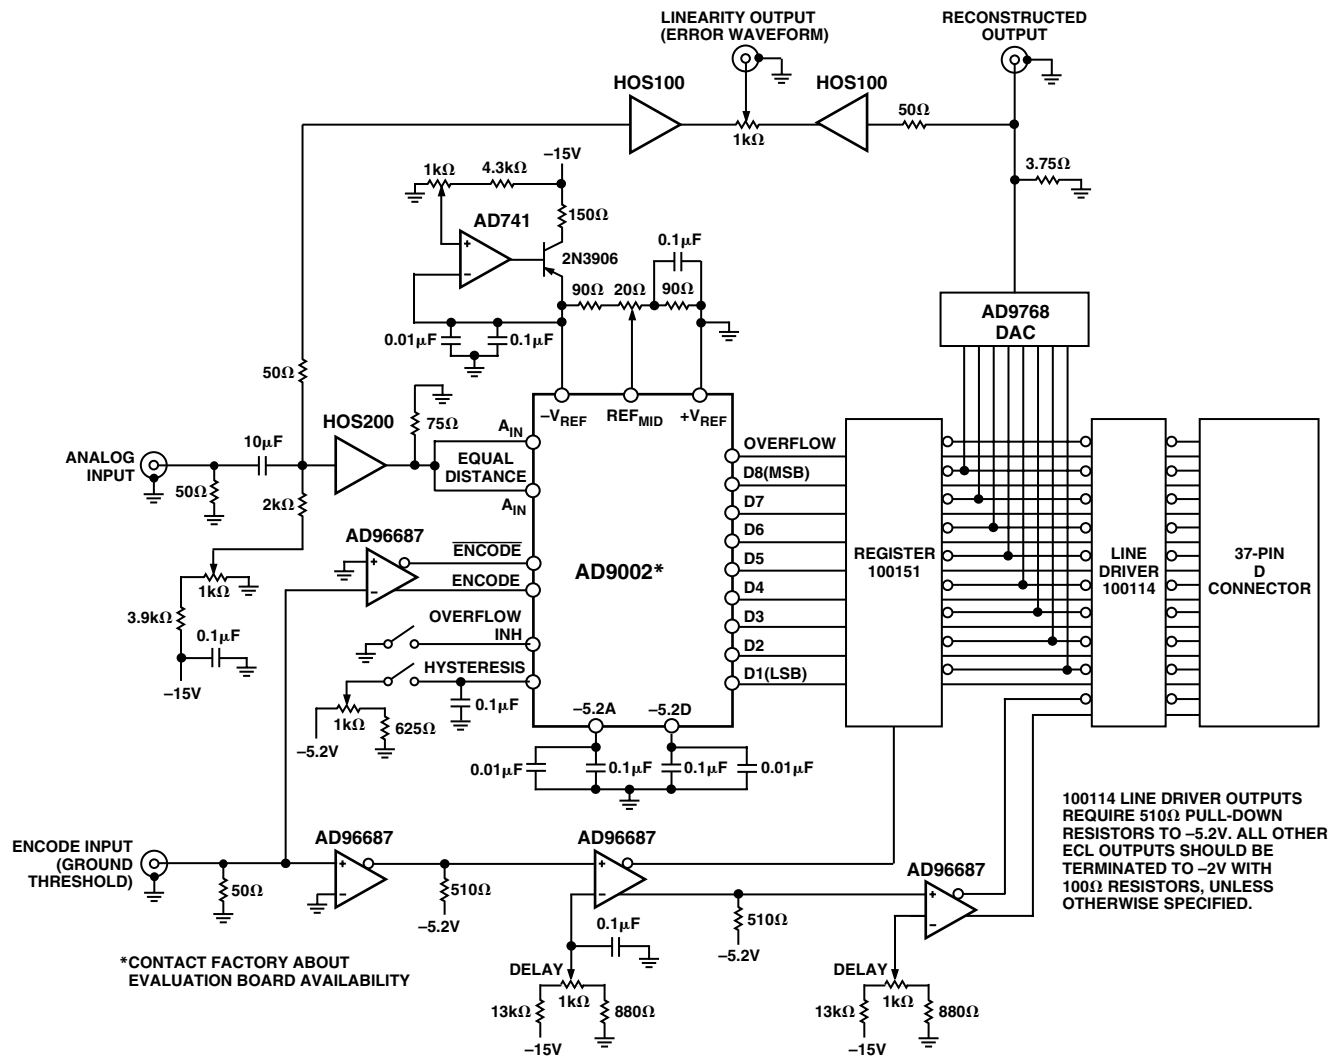 LINEARITY OUTPUT
(ERROR WAVEFORM)
RECONSTRUCTED
OUTPUT
HOS100
HOS100
50Ω
1kΩ
3.75Ω
–15V
1kΩ
4.3kΩ
150Ω
AD741
+
–
2N3906
0.1µF
90Ω
20Ω
90Ω
0.01µF
0.1µF
AD9768
DAC
50Ω
HOS200
75Ω
10µF
ANALOG
INPUT
50Ω
2kΩ
–VREF
REFMID
+VREF
AIN
EQUAL
DISTANCE
AIN
AD96687
+
–
ENCODE
ENCODE
AD9002*
OVERFLOW
INH
HYSTERESIS
1kΩ
3.9kΩ
0.1µF
–15V
0.1µF
1kΩ
625Ω
–5.2V
–5.2A
–5.2D
0.01µF
0.1µF
0.1µF
0.01µF
OVERFLOW
D8(MSB)
D7
D6
D5
D4
D3
D2
D1(LSB)
REGISTER
100151
LINE
DRIVER
100114
37-PIN
D
CONNECTOR
ENCODE INPUT
(GROUND
THRESHOLD)
50Ω
AD96687
+
–
510Ω
–5.2V
AD96687
+
–
0.1µF
510Ω
–5.2V
AD96687
+
–
DELAY
13kΩ
1kΩ
880Ω
–15V
DELAY
13kΩ
1kΩ
880Ω
–15V
100114 LINE DRIVER OUTPUTS
REQUIRE 510Ω PULL-DOWN
RESISTORS TO –5.2V. ALL OTHER
ECL OUTPUTS SHOULD BE
TERMINATED TO –2V WITH
100Ω RESISTORS, UNLESS
OTHERWISE SPECIFIED.
*CONTACT FACTORY ABOUT
EVALUATION BOARD AVAILABILITY